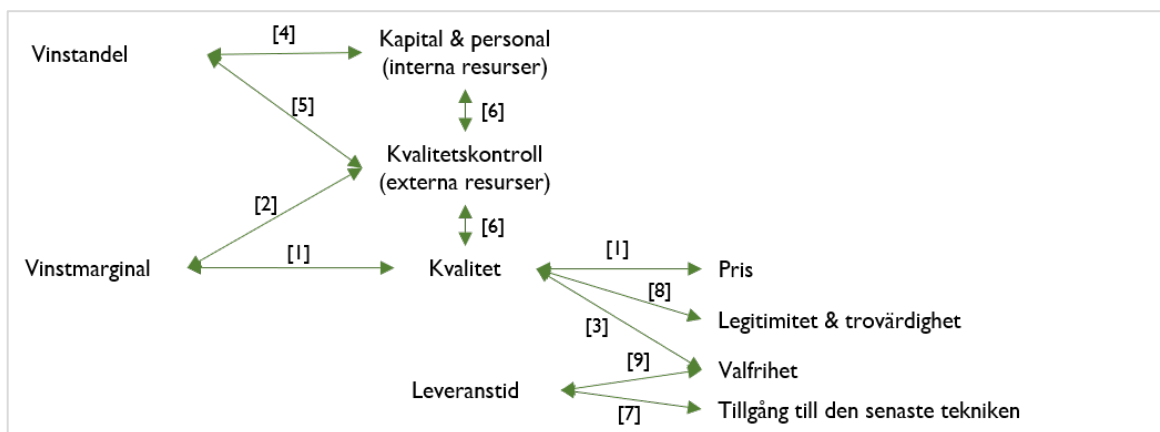 [4]
Vinstandel
Kapital & personal
(interna resurser)
[5]
[6]
Kvalitetskontroll
(externa resurser)
[2]
[6]
Vinstmarginal
[1]
Kvalitet
[1]
Pris
[8]
Legitimitet & trovärdighet
[3]
[9]
Valfrihet
Leveranstid
[7]
Tillgång till den senaste tekniken